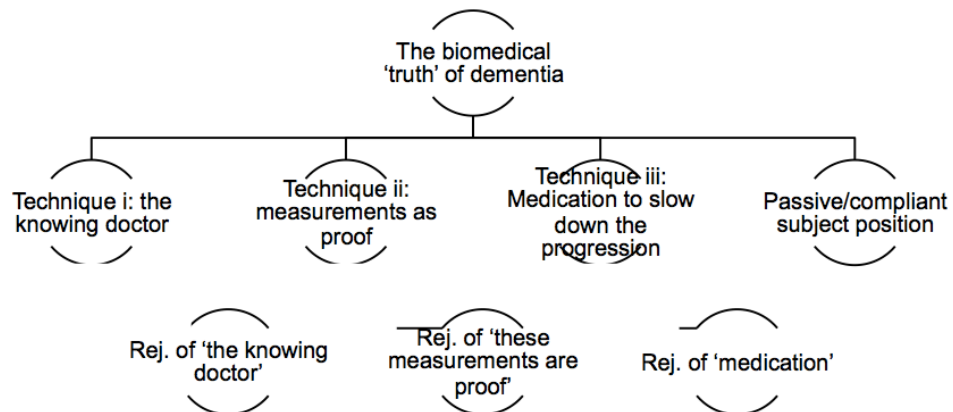 The biomedical
‘truth’ of dementia
Technique i: the
knowing doctor
Technique ii:
measurements as
proof
Technique iii:
Medication to slow
down the
progression
Passive/compliant
subject position
Rej. of ‘the knowing
doctor’
Rej. of ‘these
measurements are
proof’
Rej. of ‘medication’